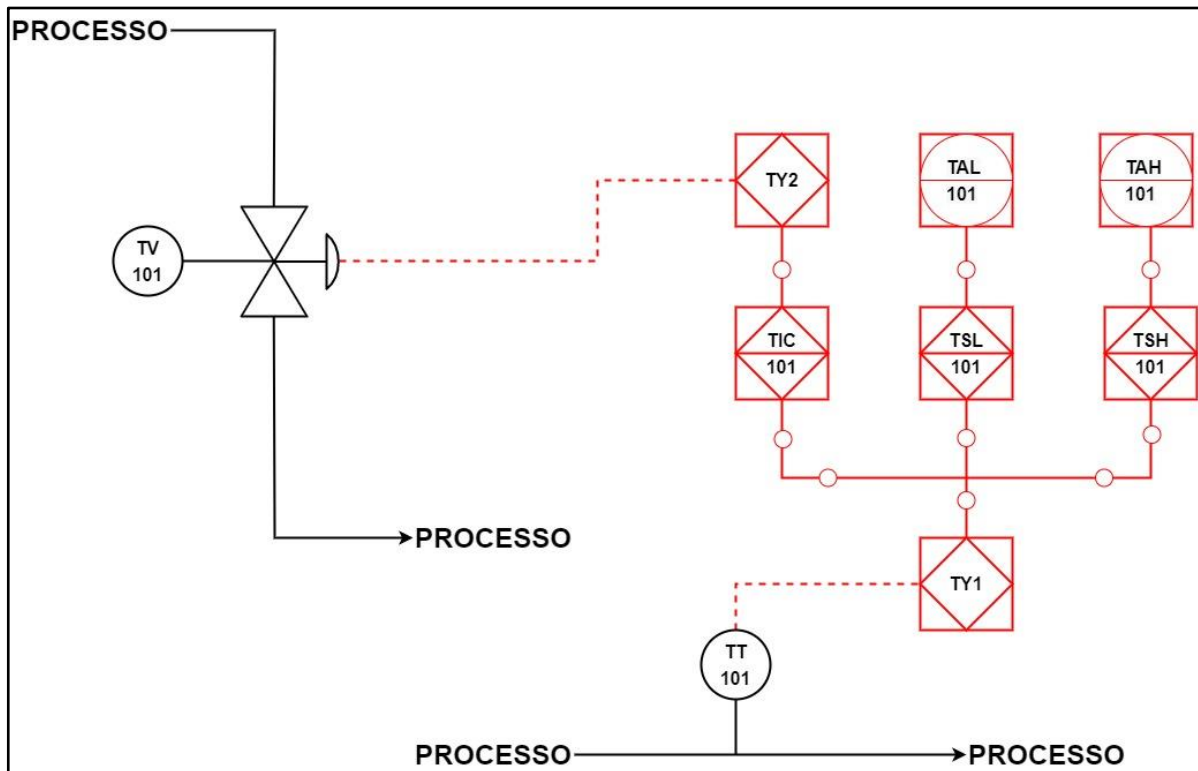 PROCESSO
TY2
TAL
101
TAH
101
TV
101
TIC
101
TSL
101
TSH
101
PROCESSO
TY1
TT
101
PROCESSO
PROCESSO